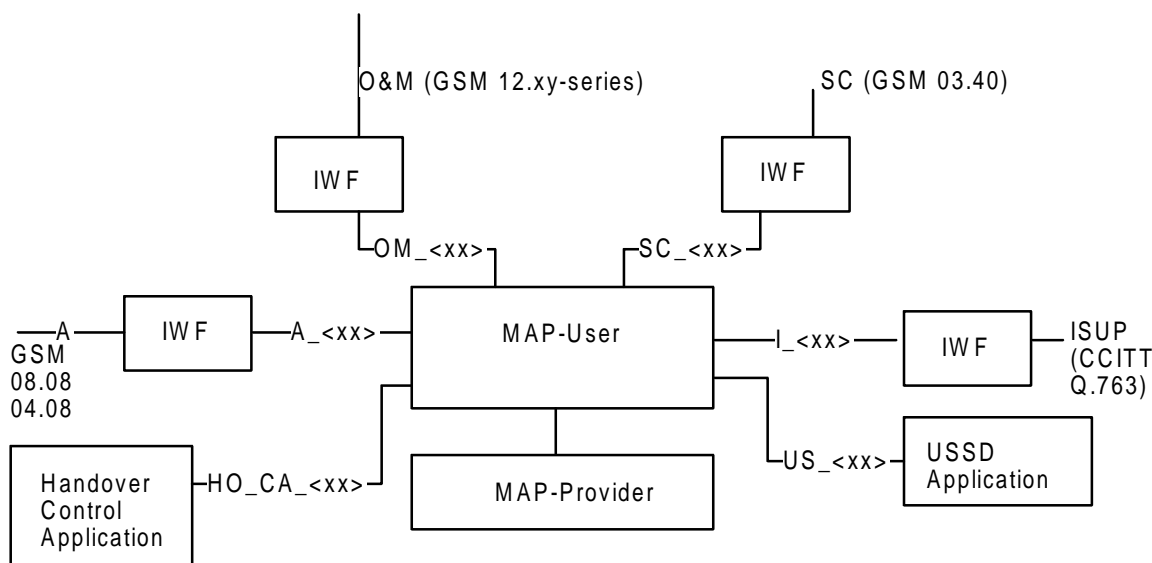 O&M (GSM 12.xy-series)
SC (GSM 03.40)
IWF
IWF
OM_<xx>
SC_<xx>
A
GSM
08.08
04.08
IWF
A_<xx>
MAP-User
I_<xx>
IWF
ISUP
(CCITT
Q.763)
Handover
Control
Application
HO_CA_<xx>
MAP-Provider
US_<xx>
USSD
Application